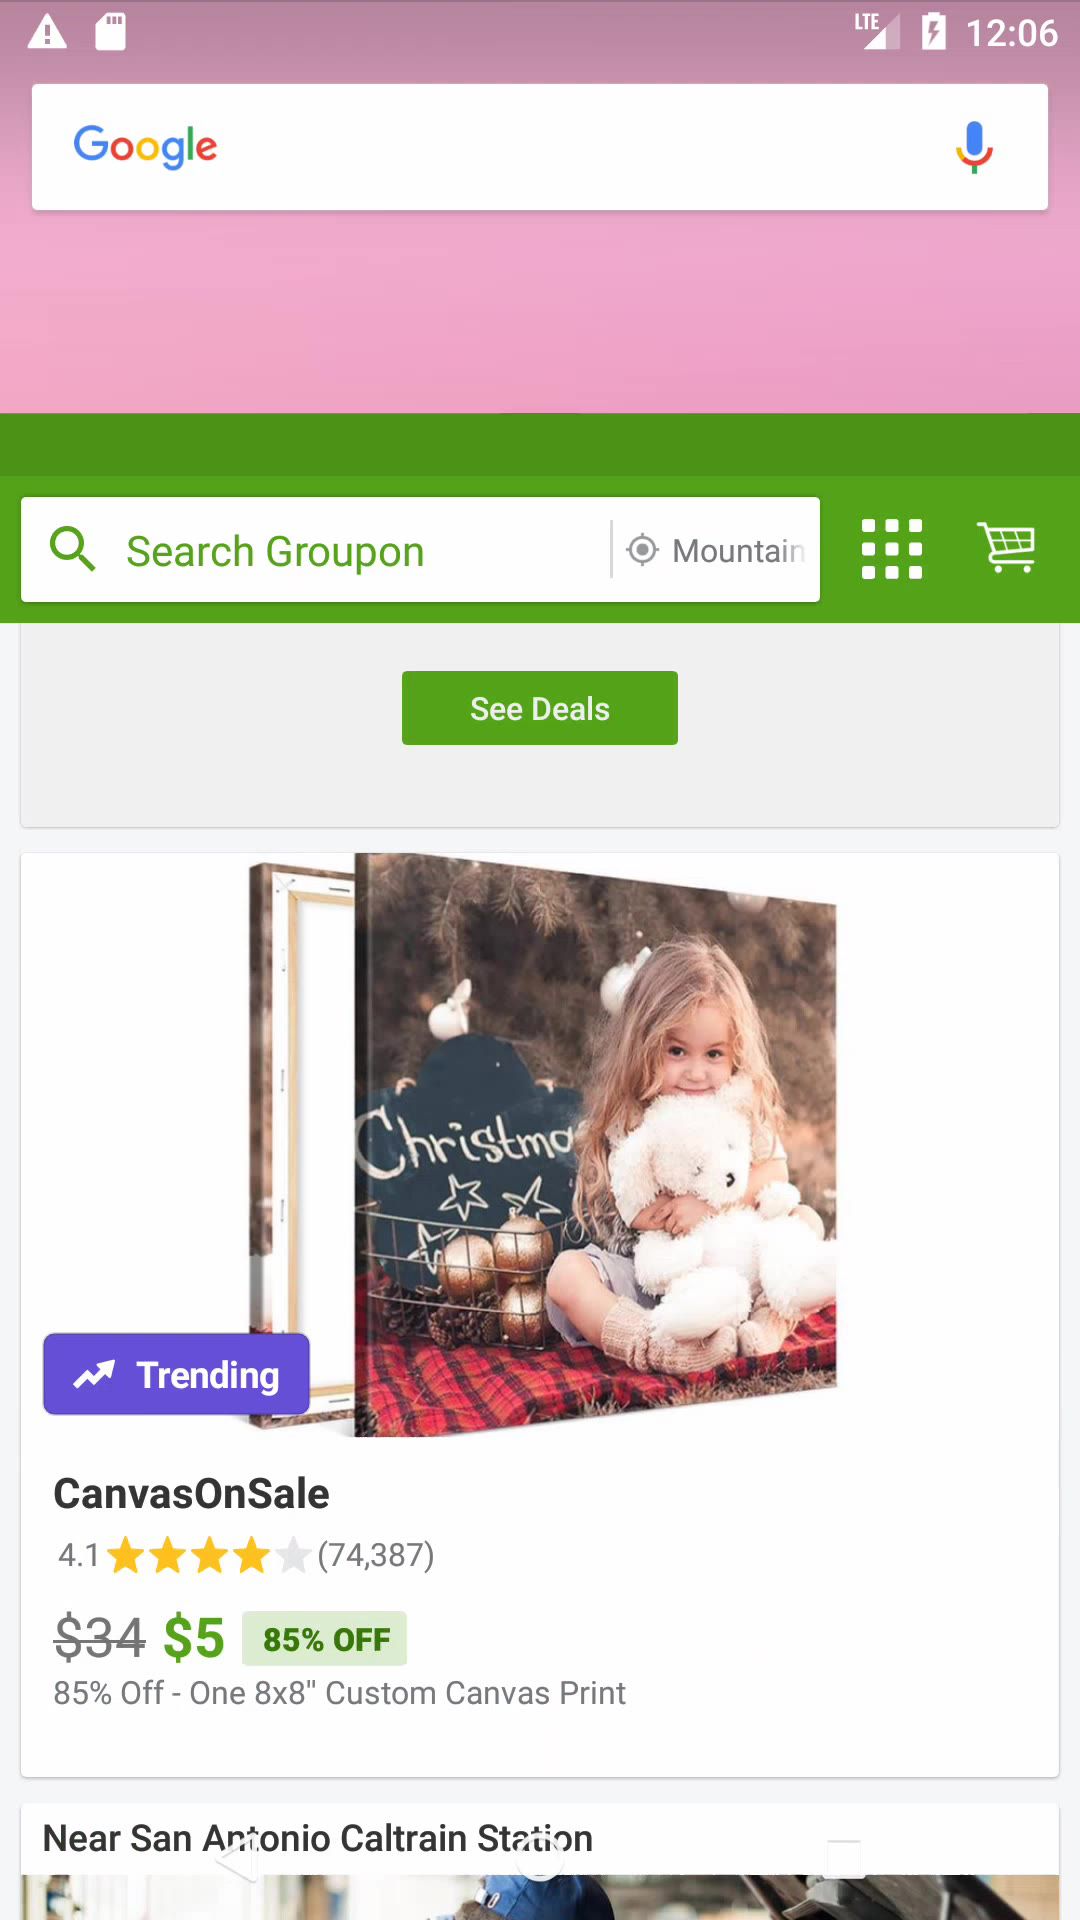 LTE 12:06
Google
Search Groupon
Mountain
See Deals
Christma
Trending
CanvasOnSale
4.1 (74,387)
$34 $5 85% OFF
85% Off - One 8x8" Custom Canvas Print
Near San Antonio Caltrain Station